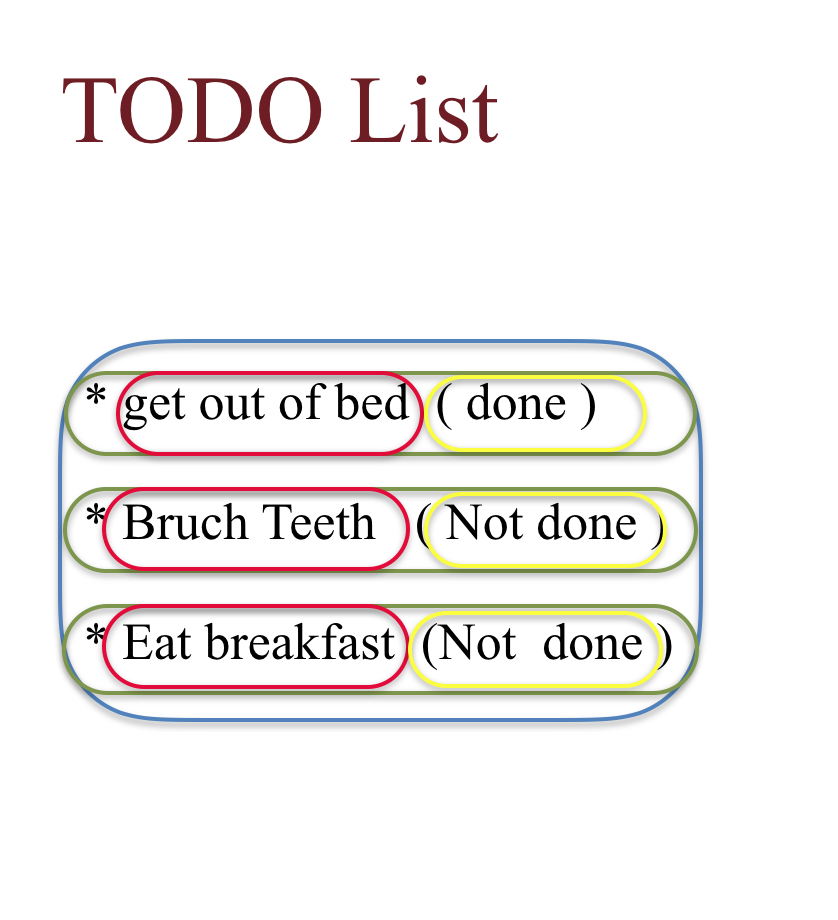 TODO List
* get out of bed ( done )
* Bruch Teeth ( Not done )
* Eat breakfast (Not done )